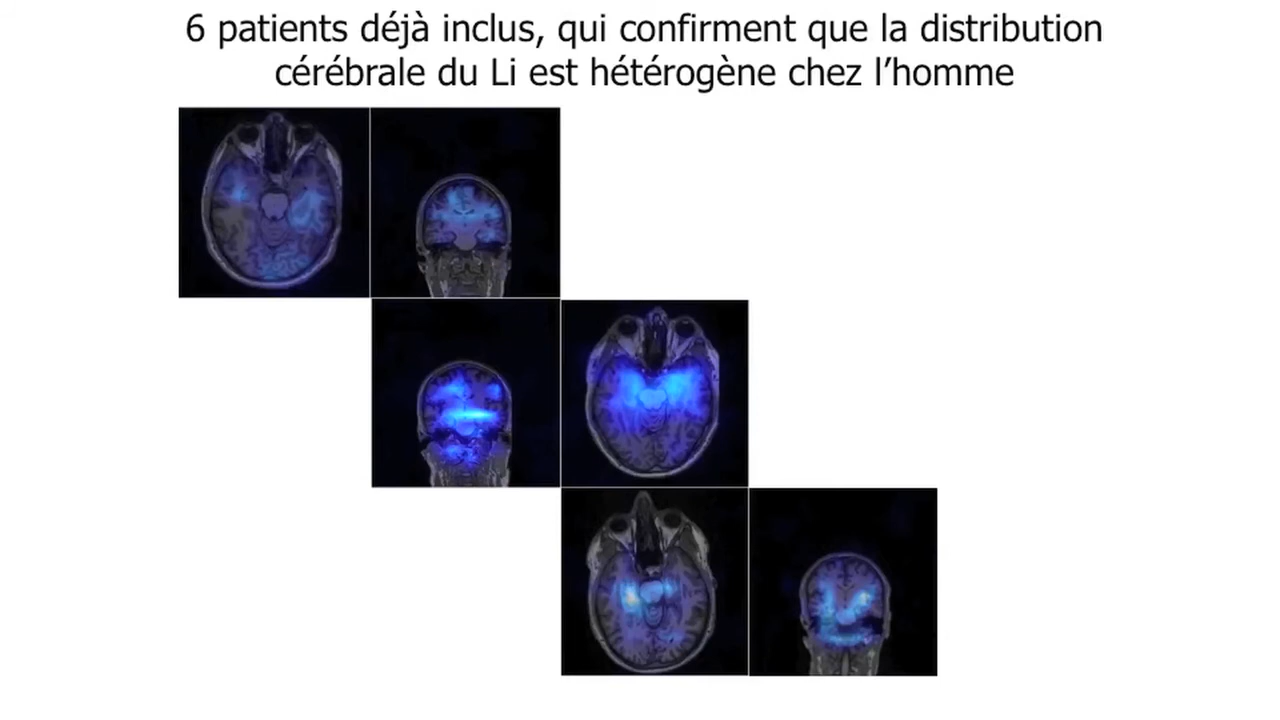 6 patients déjà inclus, qui confirment que la distribution
cérébrale du Li est hétérogène chez l’homme